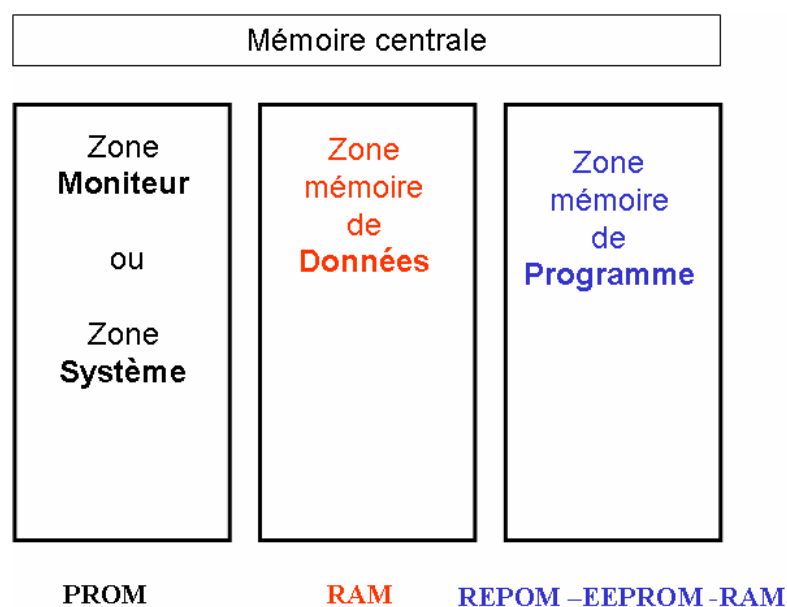 Mémoire centrale
Zone
Moniteur
ou
Zone
Système
Zone
mémoire
de
Données
Zone
mémoire
de
Programme
PROM
RAM
REPOM –EEPROM -RAM